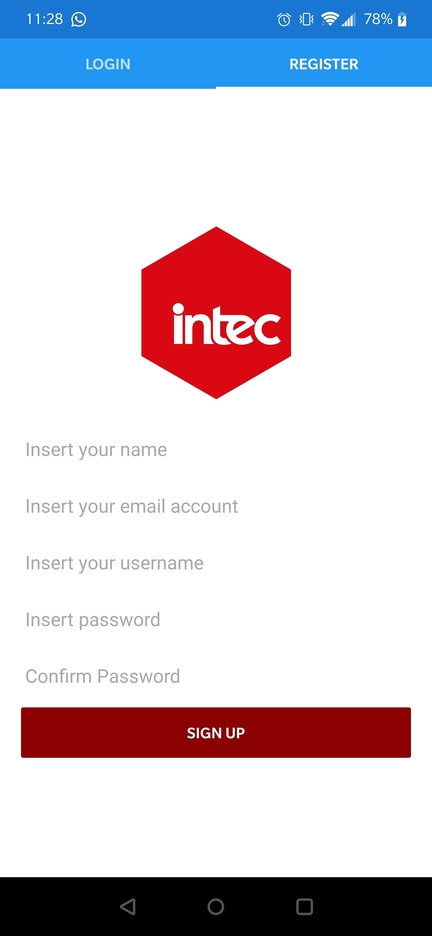 11:28
78%
LOGIN
REGISTER
intec
Insert your name
Insert your email account
Insert your username
Insert password
Confirm Password
SIGN UP